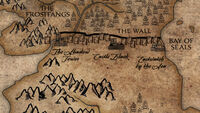 THE
FROSTFANGS
THE WALL
BAY OF
SEALS
The Shadow
Tower
Castle Black
Eastwatch
by the Sea